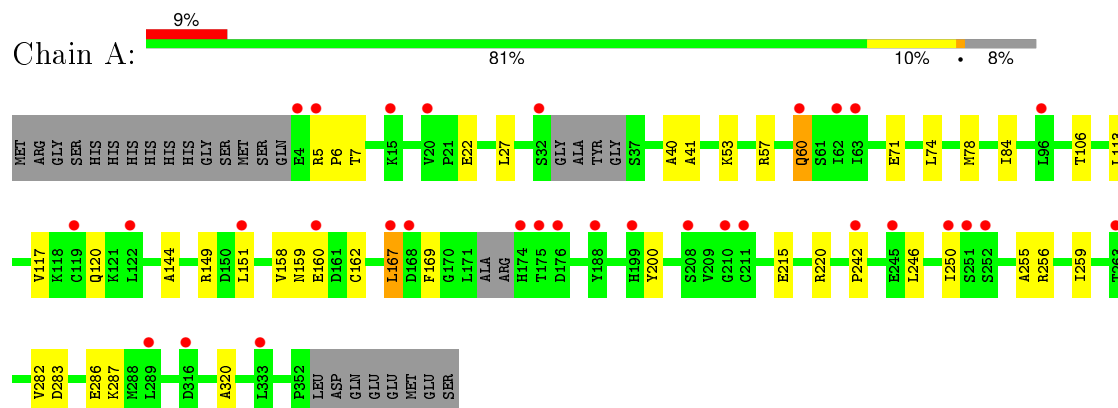 9%
Chain A:
81% 10% • 8%
MET ARG GLY SER HIS HIS HIS HIS HIS HIS GLY SER MET SER GLN E4 R5 P6 T7 K15 V20 P21 E22 L27 S32 GLY ALA TYR GLY S37 A40 A41 K53 R57 Q60 S61 I62 I63 E71 L74 M78 I84 L96 T106 L113
V117 K118 C119 Q120 K121 L122 A144 R149 D150 L151 V158 N159 E160 D161 C162 L167 D168 F169 G170 L171 ALA ARG H174 T175 D176 Y188 H199 Y200 S208 V209 G210 C211 E215 R220 P242 E245 L246 I250 S251 S252 A255 R256 I259 T263
V282 D283 E286 K287 M288 L289 D316 A320 L333 P352 LEU ASP GLN GLU GLU MET GLU SER